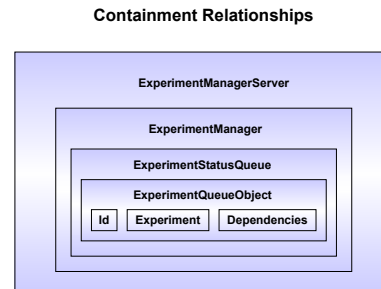 Containment Relationships
ExperimentManagerServer
ExperimentManager
ExperimentStatusQueue
ExperimentQueueObject
Id Experiment Dependencies